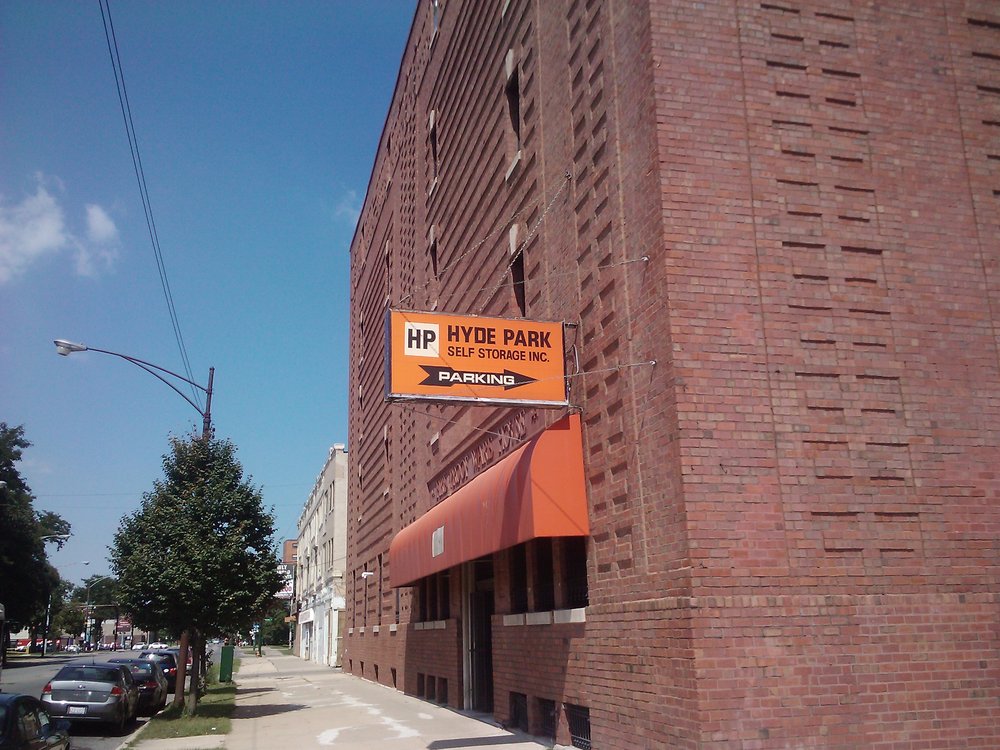 HP HYDE PARK
SELF STORAGE INC.
PARKING